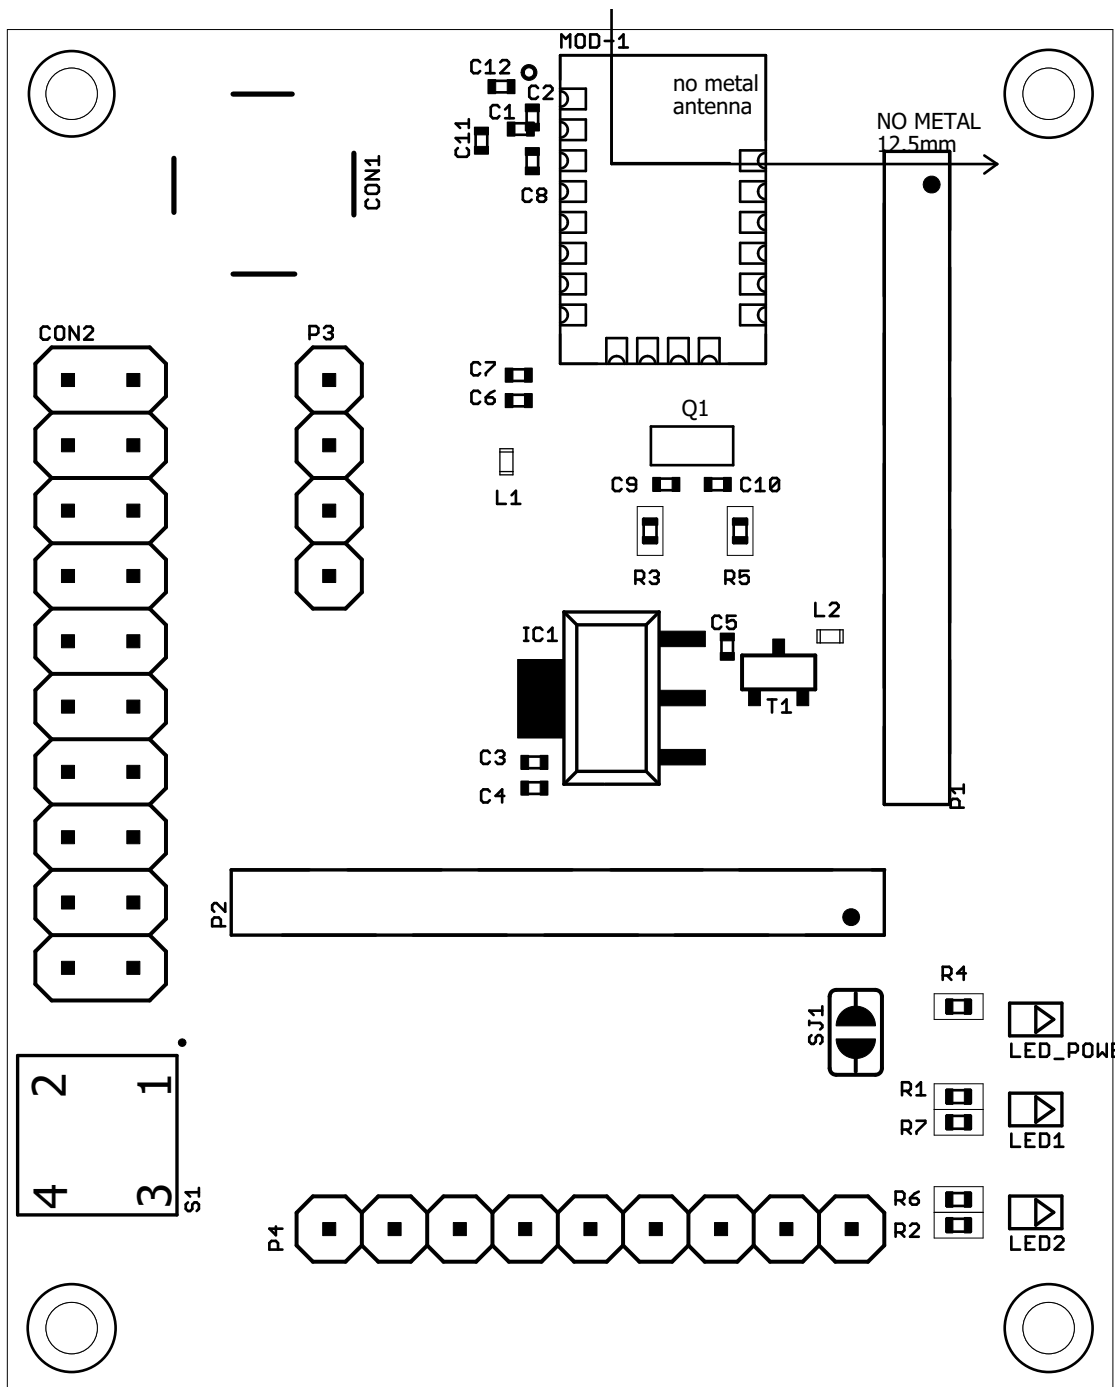 MOD-1
C12
C2
no metal
antenna
C1
C11
NO METAL
12.5mm
CON1
C8
CON2
P3
C7
C6
Q1
L1
C9
C10
R3
R5
IC1
C5
L2
T1
C3
C4
P1
P2
R4
SJ1
LED_POWE
2
1
R1
R7
LED1
4
3
S1
P4
R6
R2
LED2